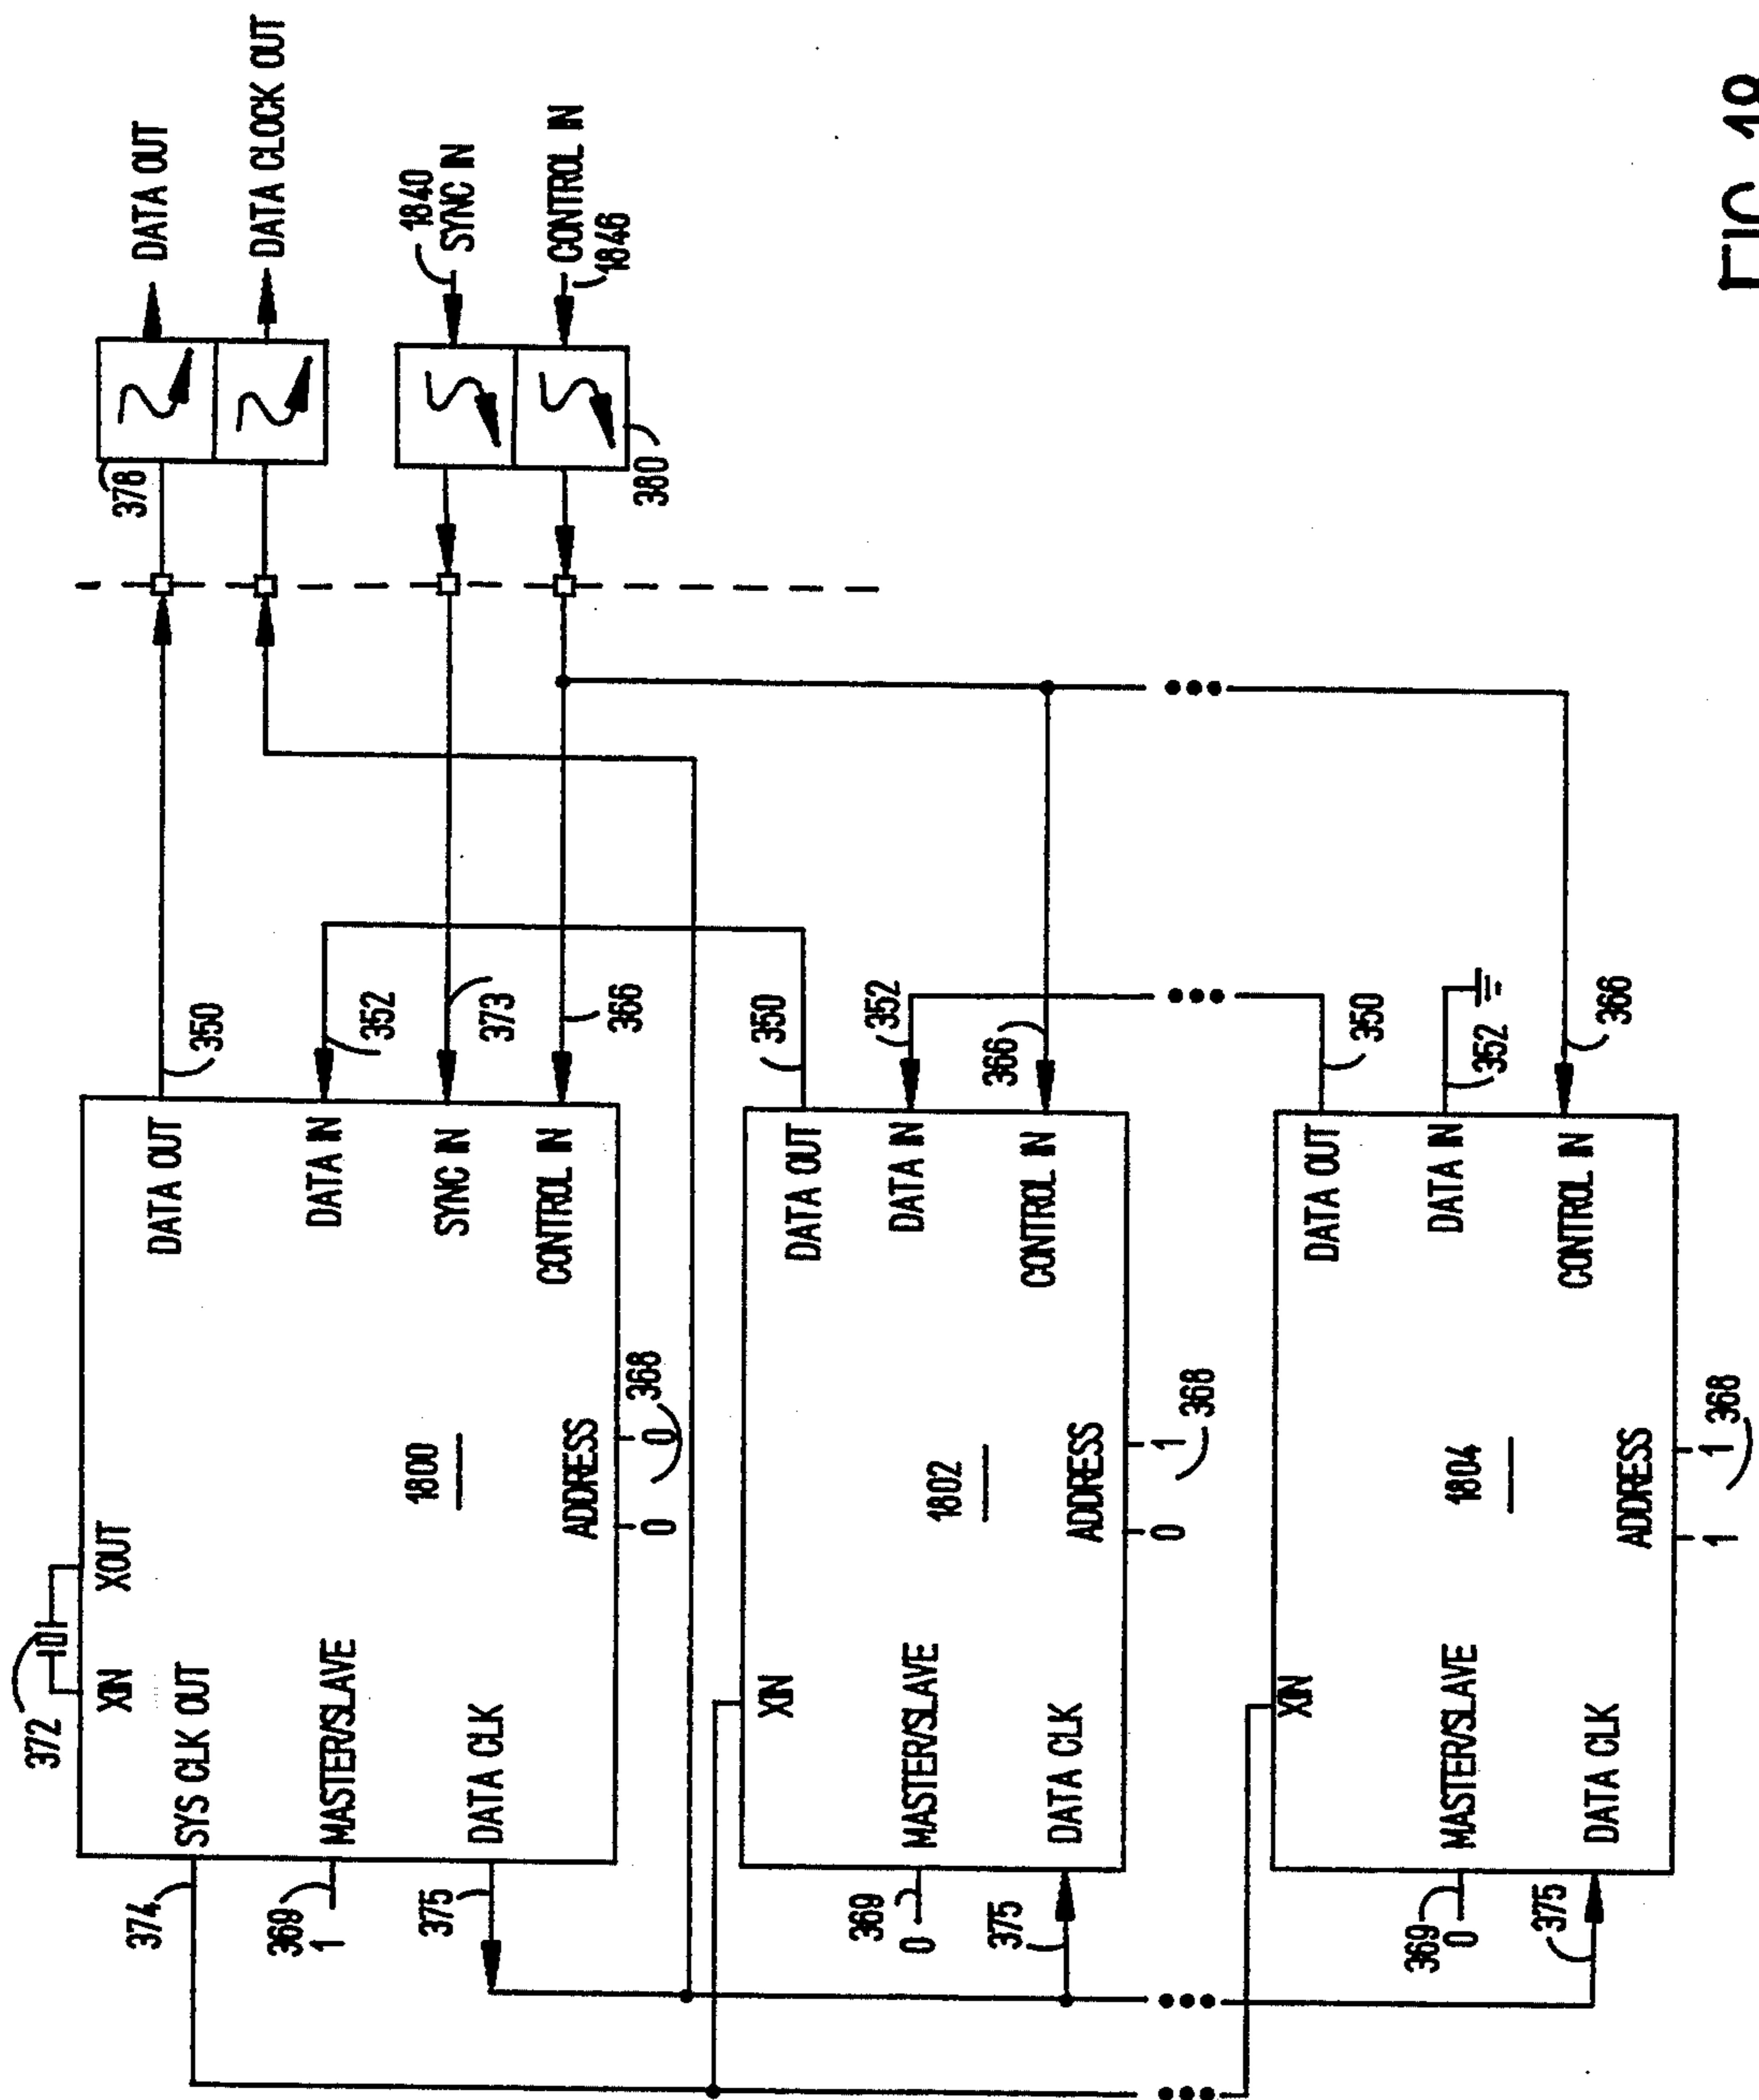 DATA OUT
DATA CLOCK OUT
1840
SYNC IN
CONTROL IN
1846
378
380
372
XIN
XOUT
SYS CLK OUT
374
MASTER/SLAVE
369
1
DATA CLK
375
1800
ADDRESS
0 0
368
DATA OUT
350
DATA IN
352
SYNC IN
373
CONTROL IN
366
XIN
MASTER/SLAVE
369
0
DATA CLK
375
1802
ADDRESS
0 1
368
DATA OUT
350
DATA IN
352
CONTROL IN
366
XIN
MASTER/SLAVE
369
0
DATA CLK
375
1804
ADDRESS
1 1
368
DATA OUT
350
DATA IN
352
CONTROL IN
366